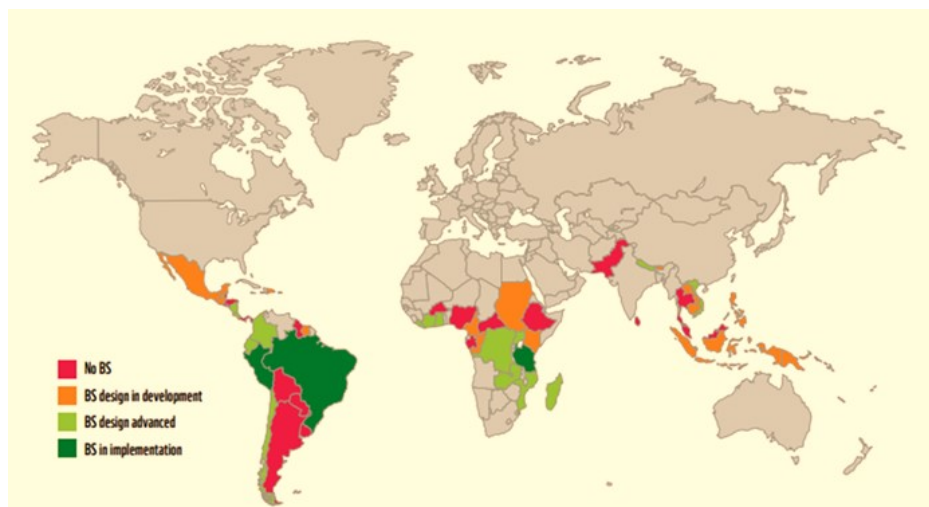 No BS
BS design in development
BS design advanced
BS in implementation